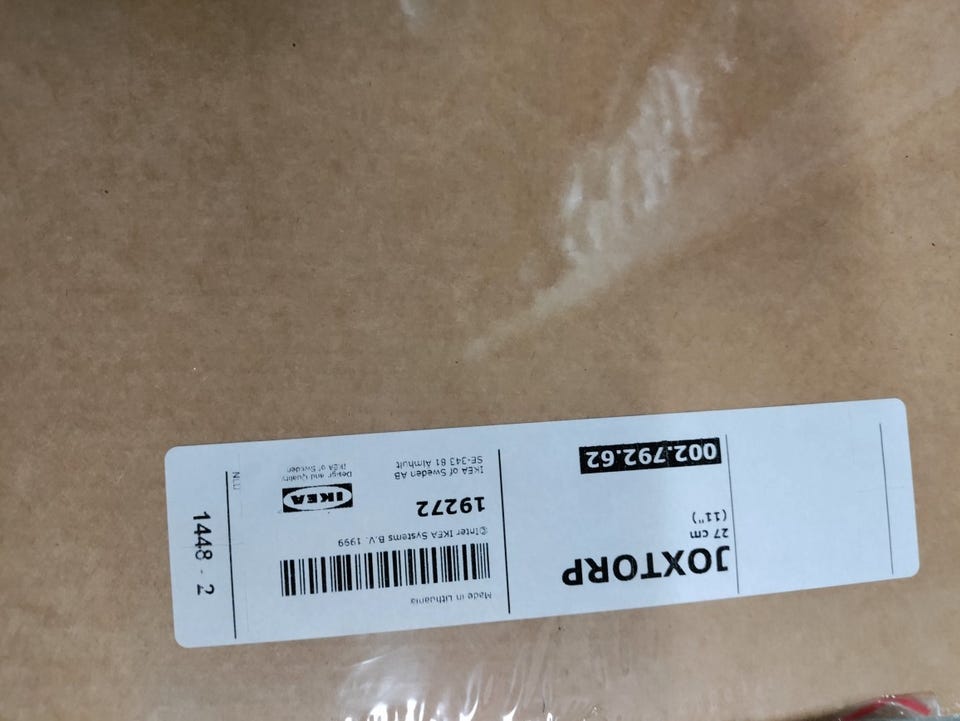 JOXTORP
27 cm
(11")
002.792.62
Made in Lithuania
©Inter IKEA Systems B.V. 1999
19272
IKEA of Sweden AB
SE-343 81 Älmhult
IKEA
Design and Quality
IKEA of Sweden
1448 - 2